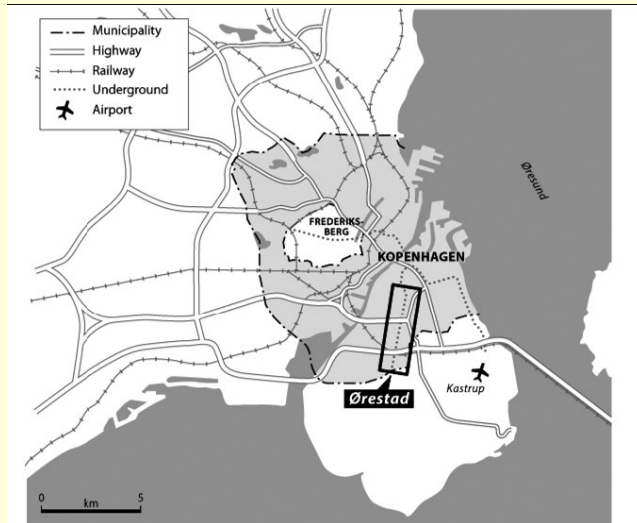 Municipality
Highway
Railway
Underground
Airport
Øresund
FREDERIKS-
BERG
KOPENHAGEN
Kastrup
Ørestad
0 5
km